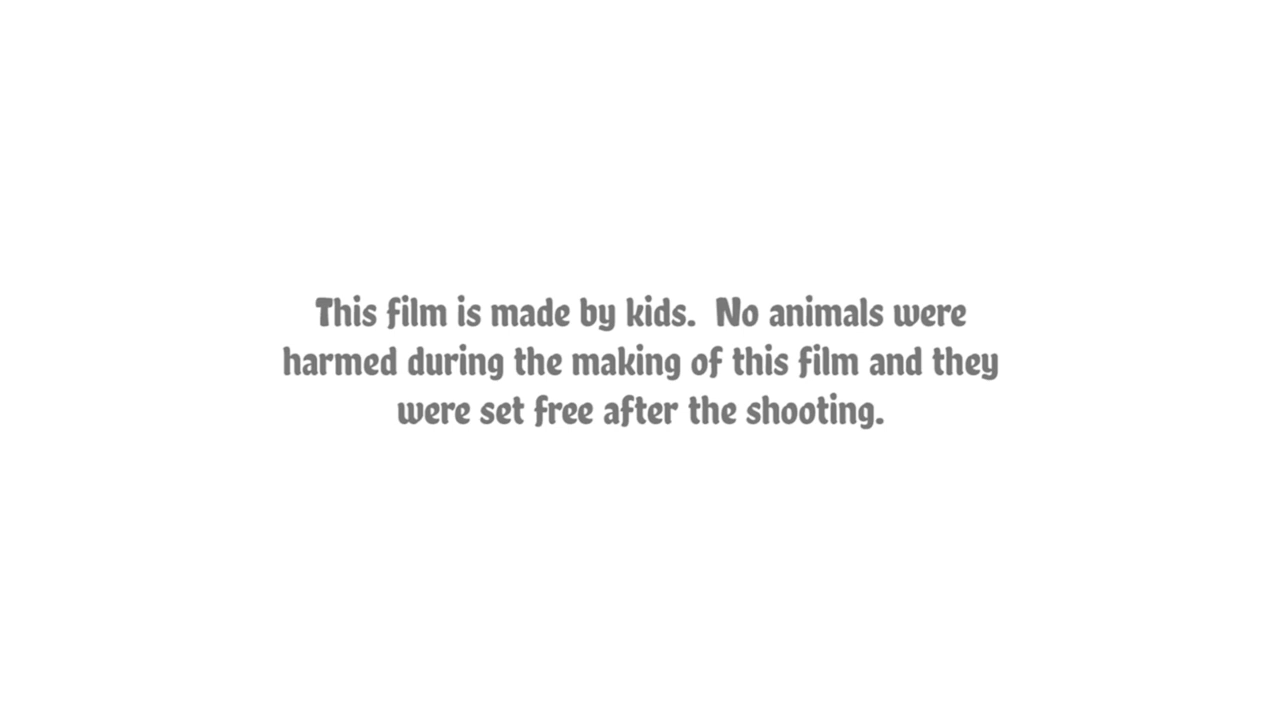 This film is made by kids.  No animals were
harmed during the making of this film and they
were set free after the shooting.